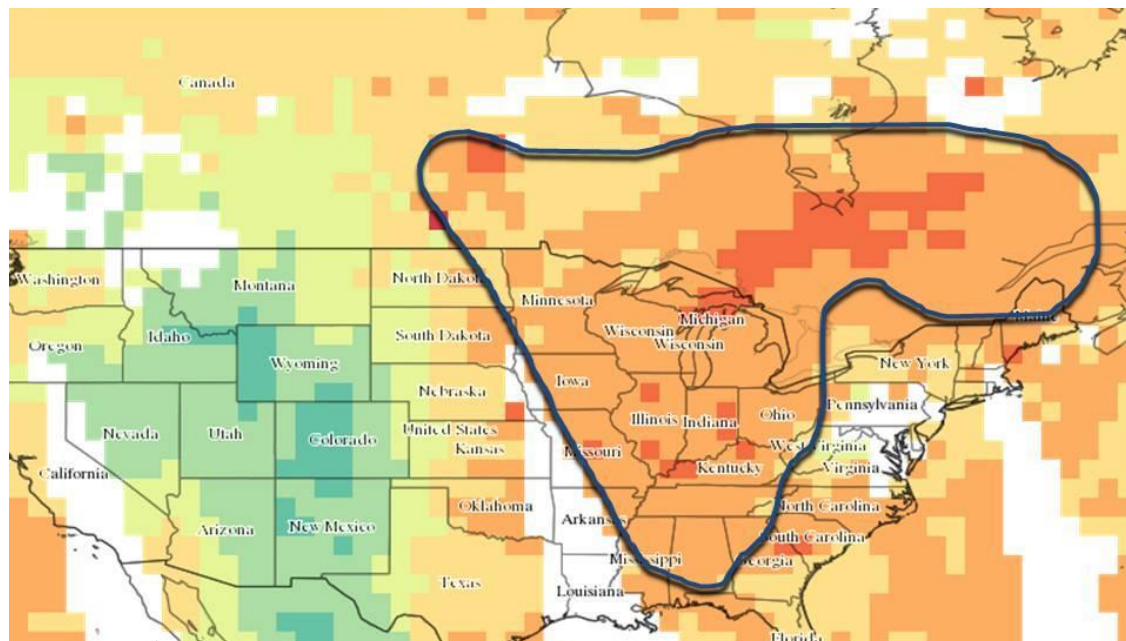 Canada
Washington
Montana
North Dakota
Minnesota
Michigan
Maine
Oregon
Idaho
Wyoming
South Dakota
Wisconsin
Wisconsin
New York
Iowa
Nebraska
Pennsylvania
Nevada
Utah
Colorado
United States
Kansas
Illinois
Indiana
Ohio
West Virginia
Virginia
California
Missouri
Kentucky
Arizona
New Mexico
Oklahoma
Arkansas
North Carolina
South Carolina
Mississippi
Georgia
Texas
Louisiana
Florida